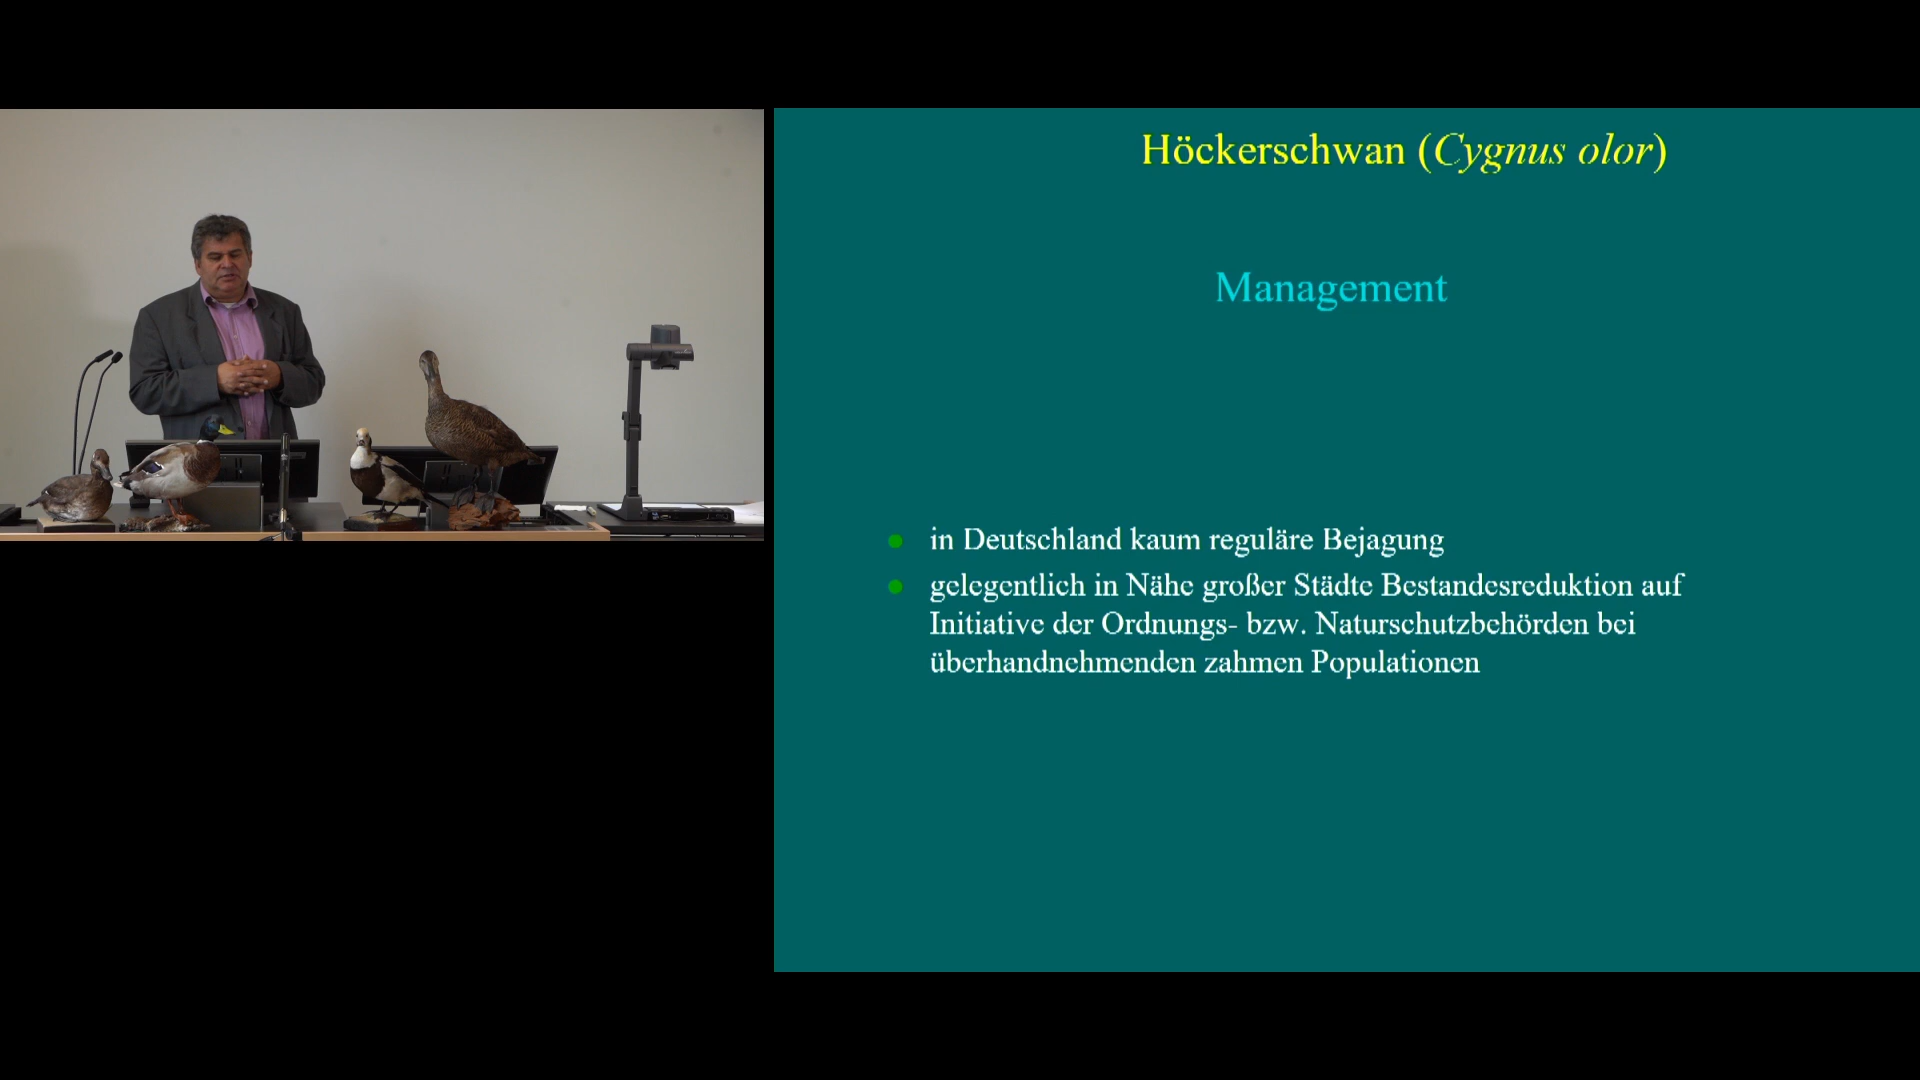 Höckerschwan (Cygnus olor)
Management
in Deutschland kaum reguläre Bejagung
gelegentlich in Nähe großer Städte Bestandesreduktion auf
Initiative der Ordnungs- bzw. Naturschutzbehörden bei
überhandnehmenden zahmen Populationen